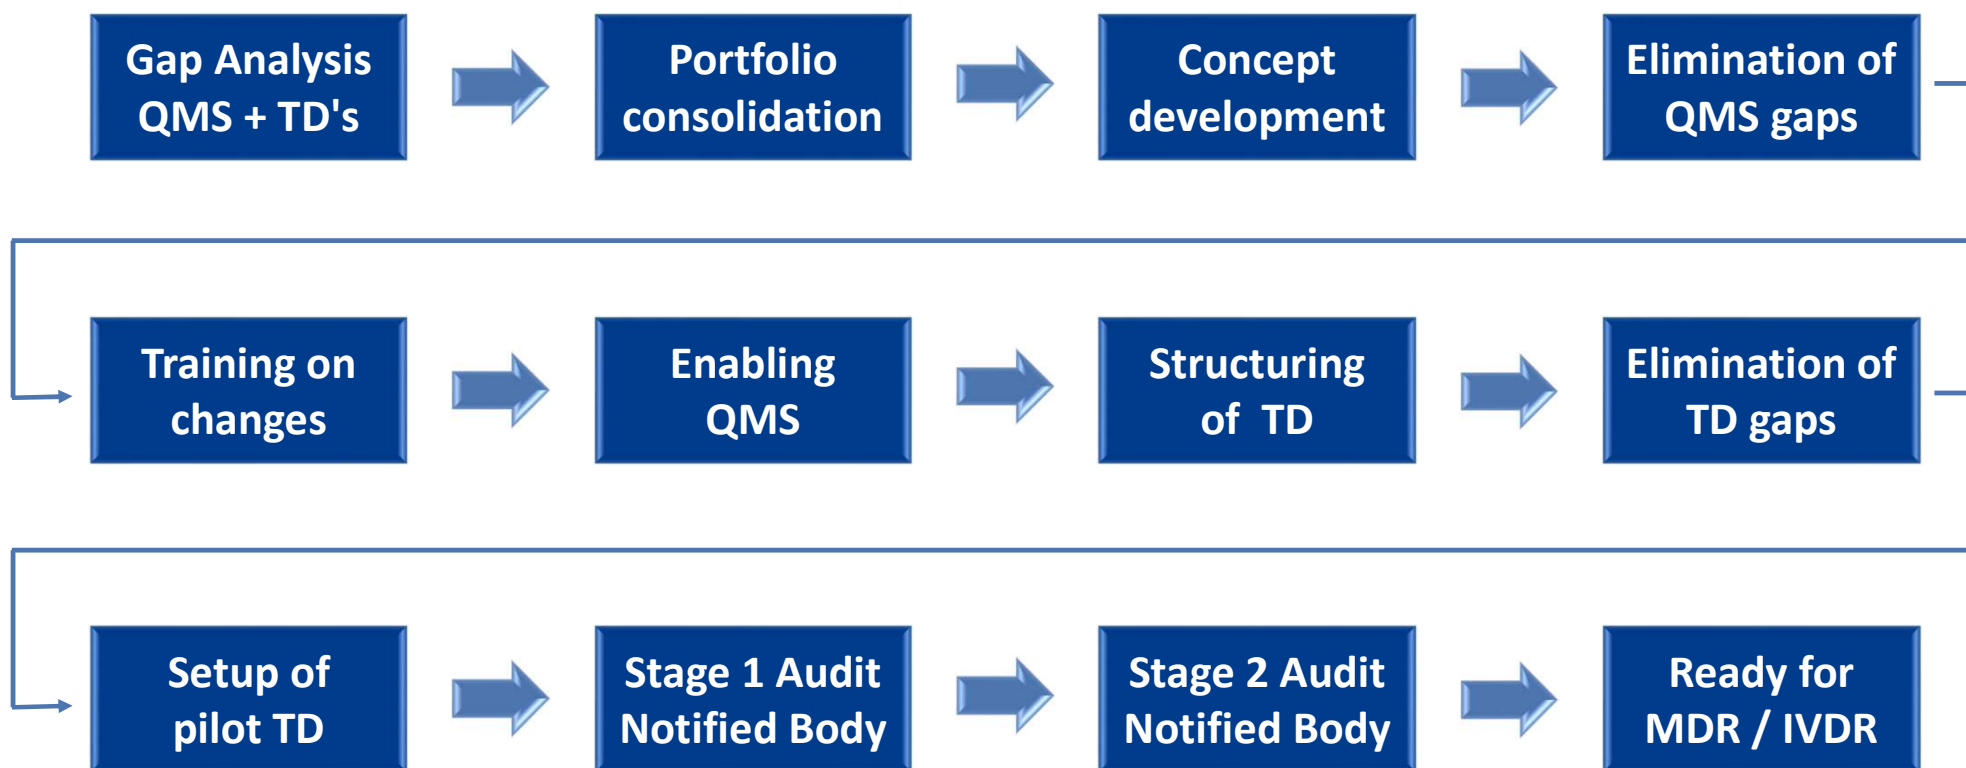 Gap Analysis
QMS + TD's
Portfolio
consolidation
Concept
development
Elimination of
QMS gaps
Training on
changes
Enabling
QMS
Structuring
of  TD
Elimination of
TD gaps
Setup of
pilot TD
Stage 1 Audit
Notified Body
Stage 2 Audit
Notified Body
Ready for
MDR / IVDR